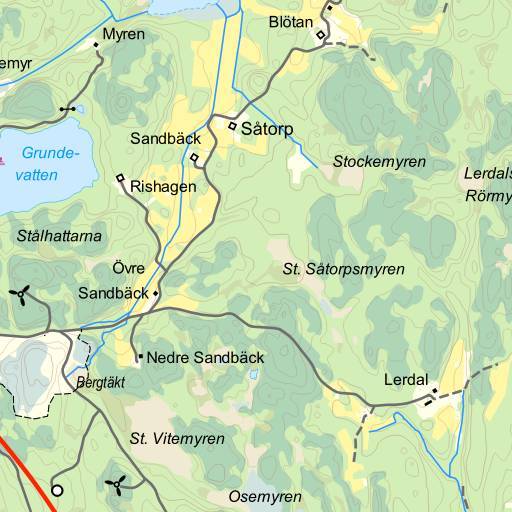 Blötan
Myren
emyr
Såtorp
Sandbäck
Grunde-
vatten
Stockemyren
Rishagen
Lerdals
Rörmy
Stålhattarna
Övre
Sandbäck
St. Såtorpsmyren
Nedre Sandbäck
Bergtäkt
Lerdal
St. Vitemyren
Osemyren